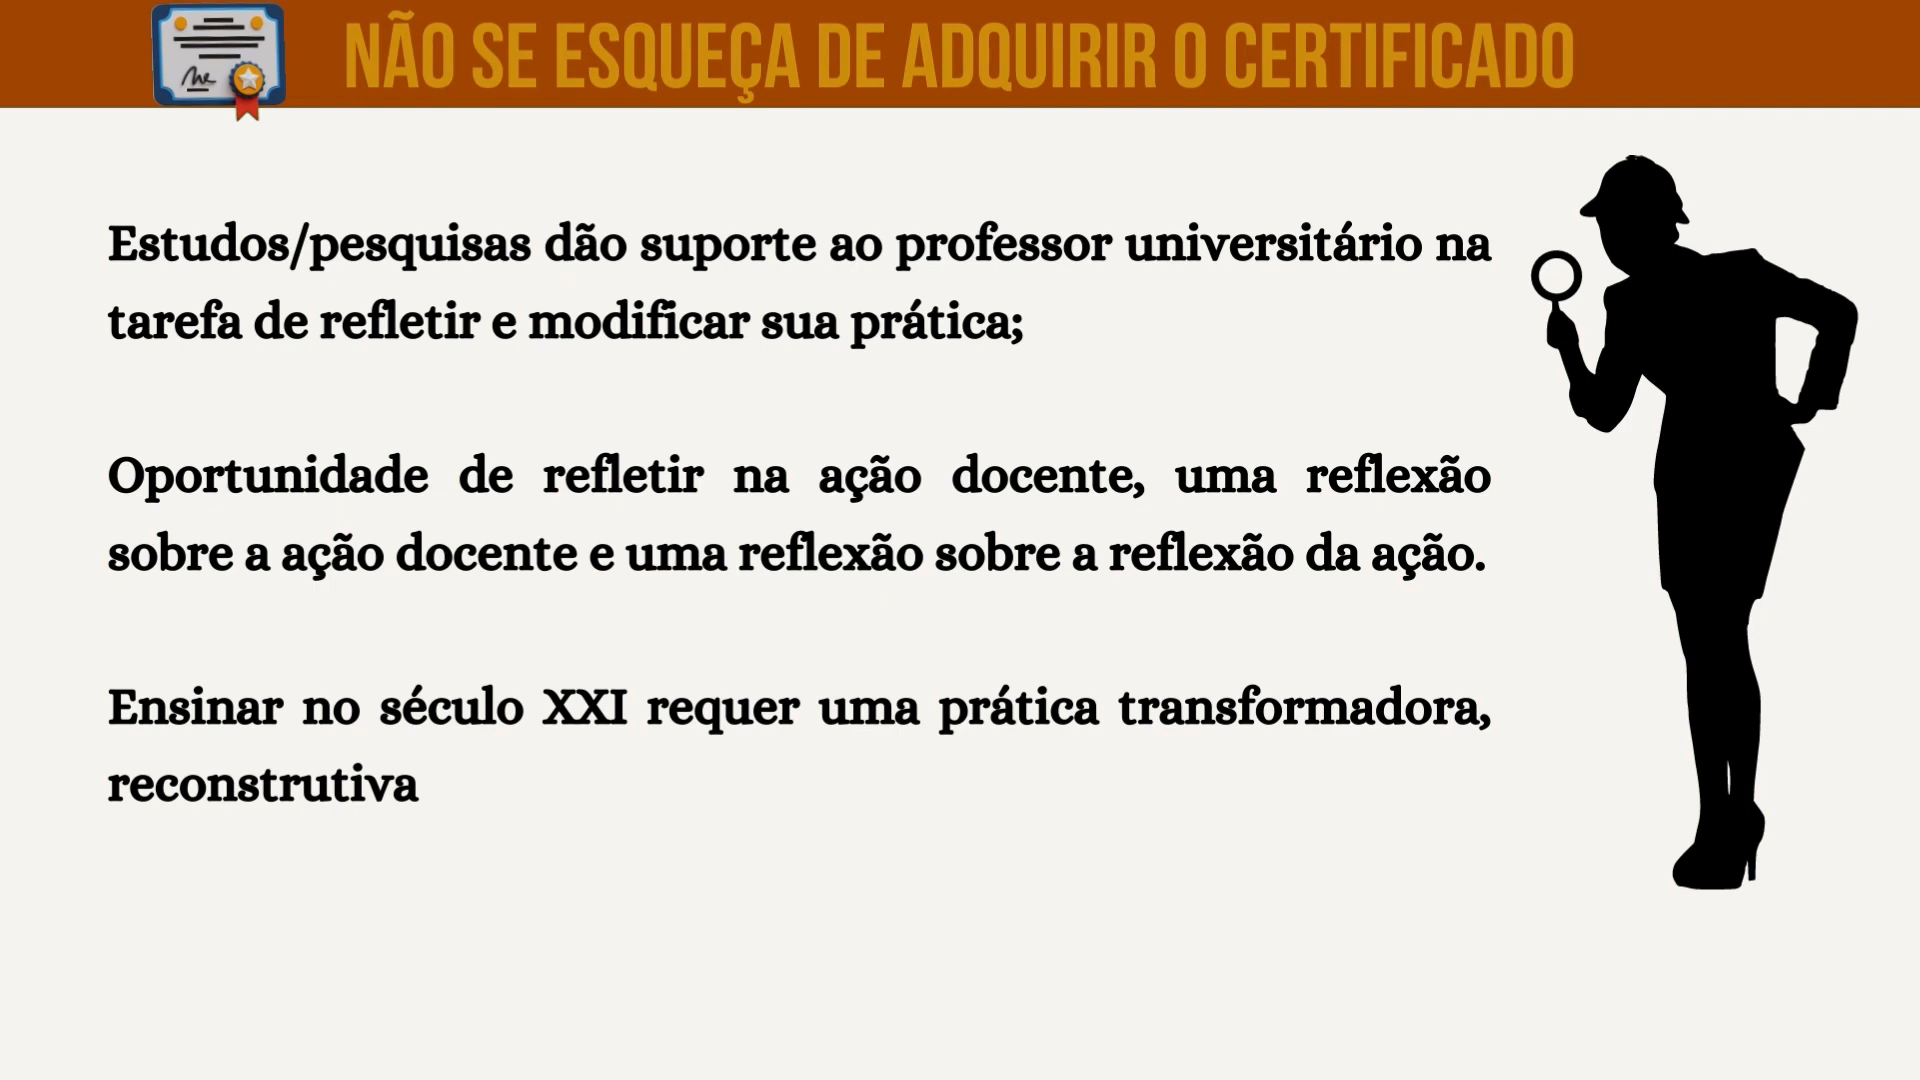 NÃO SE ESQUEÇA DE ADQUIRIR O CERTIFICADO
Estudos/pesquisas dão suporte ao professor universitário na
tarefa de refletir e modificar sua prática;
Oportunidade de refletir na ação docente, uma reflexão
sobre a ação docente e uma reflexão sobre a reflexão da ação.
Ensinar no século XXI requer uma prática transformadora,
reconstrutiva